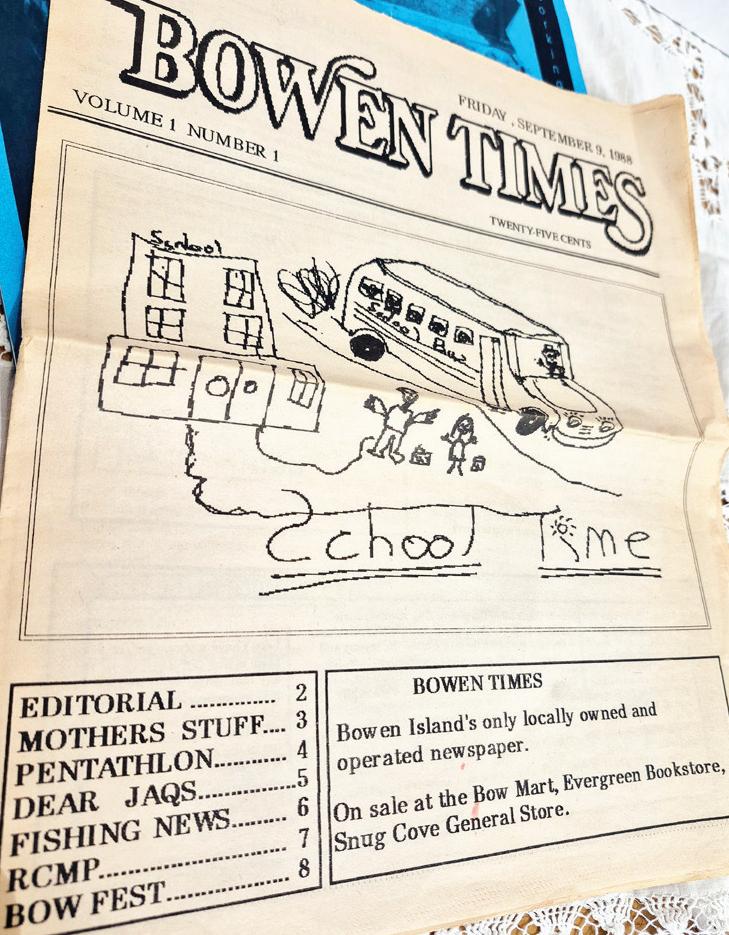 BOWEN TIMES
FRIDAY , SEPTEMBER 9, 1988
VOLUME 1 NUMBER 1
TWENTY-FIVE CENTS
School
School Bus
School Time
EDITORIAL ............. 2
MOTHERS STUFF.... 3
PENTATHLON............ 4
DEAR JAQS................5
FISHING NEWS......... 6
RCMP............................ 7
BOW FEST.................. 8
BOWEN TIMES
Bowen Island's only locally owned and
operated newspaper.
On sale at the Bow Mart, Evergreen Bookstore,
Snug Cove General Store.